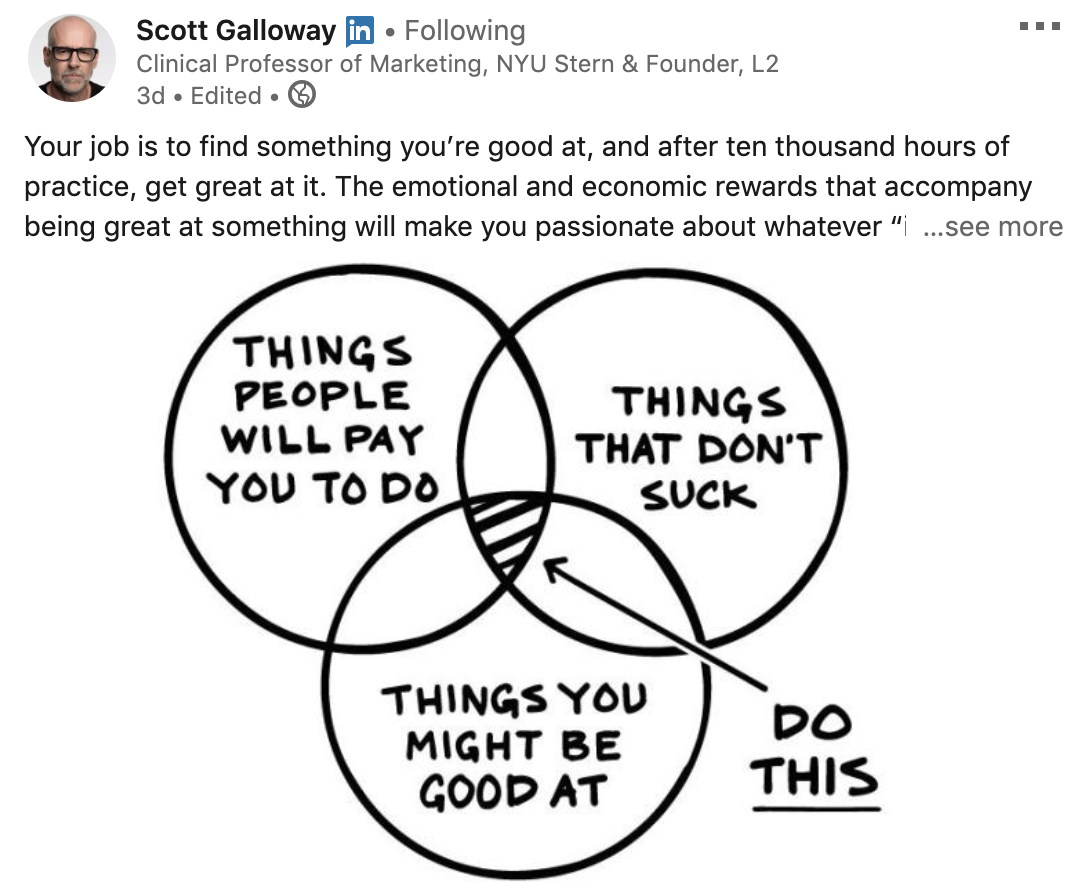 Scott Galloway in • Following
Clinical Professor of Marketing, NYU Stern & Founder, L2
3d • Edited •
Your job is to find something you’re good at, and after ten thousand hours of
practice, get great at it. The emotional and economic rewards that accompany
being great at something will make you passionate about whatever “i ...see more
THINGS
PEOPLE
WILL PAY
YOU TO DO
THINGS
THAT DON'T
SUCK
THINGS YOU
MIGHT BE
GOOD AT
DO
THIS